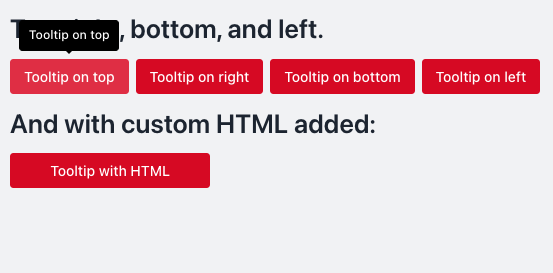 Tooltip on top
bottom, and left.
Tooltip on top
Tooltip on right
Tooltip on bottom
Tooltip on left
And with custom HTML added:
Tooltip with HTML